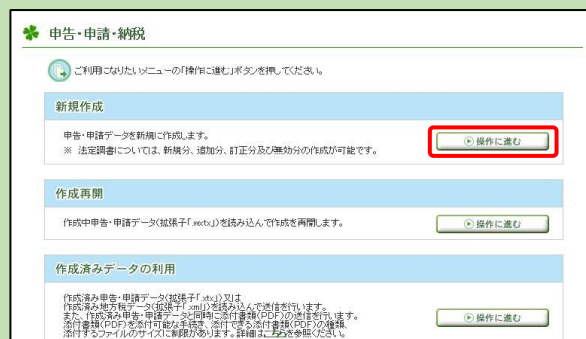 申告・申請・納税
ご利用になりたいメニューの「操作に進む」ボタンを押してください。
新規作成
申告・申請データを新規に作成します。
※ 法定調書については、新規分、追加分、訂正分及び無効分の作成が可能です。
操作に進む
作成再開
作成中申告・申請データ(拡張子「.wxtx」)を読み込んで作成を再開します。
操作に進む
作成済みデータの利用
作成済み申告・申請データ(拡張子「.xtx」)又は
作成済み地方税データ(拡張子「.xml」)を読み込んで送信を行います。
また、作成済み申告・申請データと同時に添付書類(PDF)の送信を行います。
添付書類(PDF)を添付可能な手続き、添付できる添付書類(PDF)の種類、
添付するファイルのサイズに制限があります。詳細はこちらを参照ください。
操作に進む